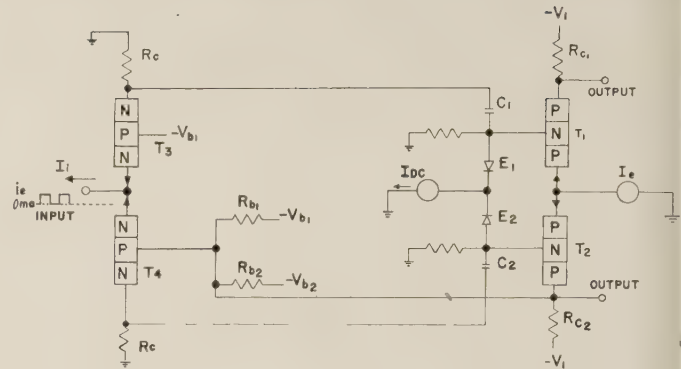 -V₁
Rc
Rc₁
OUTPUT
C₁
N
P
N
-Vb₁
T₃
P
N
P
T₁
E₁
I₁
IDC
Ie
ie
0ma
INPUT
E₂
N
P
N
T₄
Rb₁
-Vb₁
Rb₂
-Vb₂
C₂
P
N
P
T₂
OUTPUT
Rc
Rc₂
-V₁